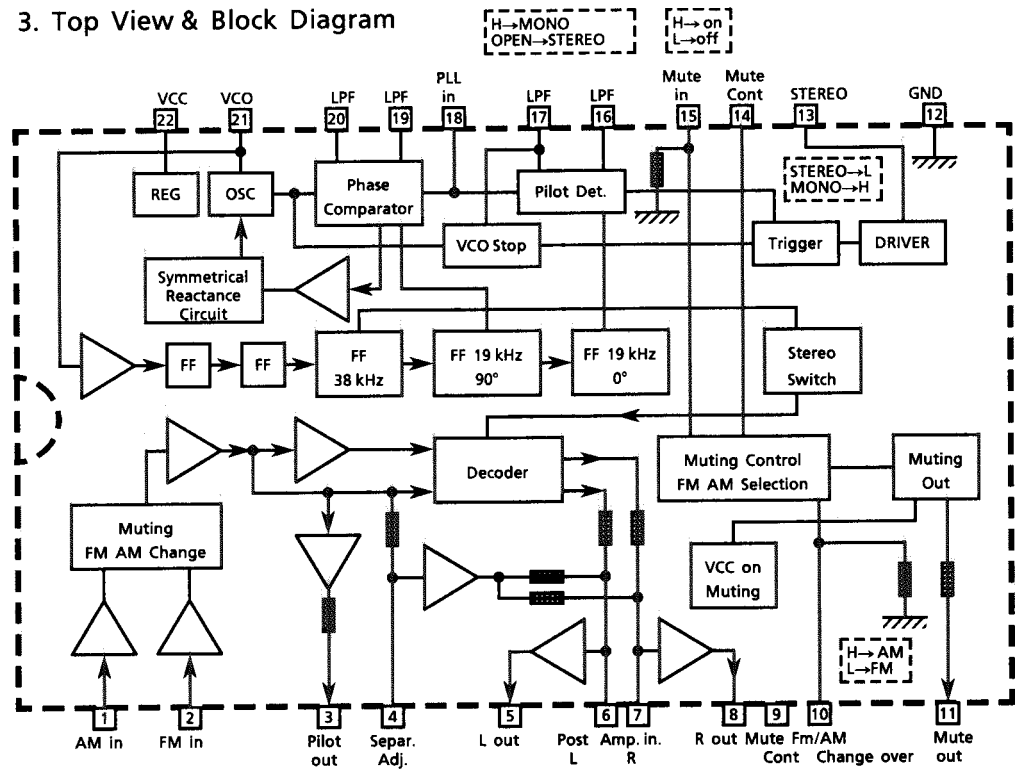 3. Top View & Block Diagram
H→MONO
OPEN→STEREO
H→on
L→off
VCC
VCO
LPF
LPF
PLL
in
LPF
LPF
Mute
in
Mute
Cont
STEREO
GND
22
21
20
19
18
17
16
15
14
13
12
REG
OSC
Phase
Comparator
Pilot Det.
STEREO→L
MONO→H
VCO Stop
Trigger
DRIVER
Symmetrical
Reactance
Circuit
FF
FF
FF
38 kHz
FF 19 kHz
90°
FF 19 kHz
0°
Stereo
Switch
Decoder
Muting Control
FM AM Selection
Muting
Out
Muting
FM AM Change
VCC on
Muting
H→AM
L→FM
1
2
3
4
5
6
7
8
9
10
11
AM in
FM in
Pilot
out
Separ.
Adj.
L out
Post Amp. in.
L R
R out
Mute
Cont
Fm/AM
Change over
Mute
out